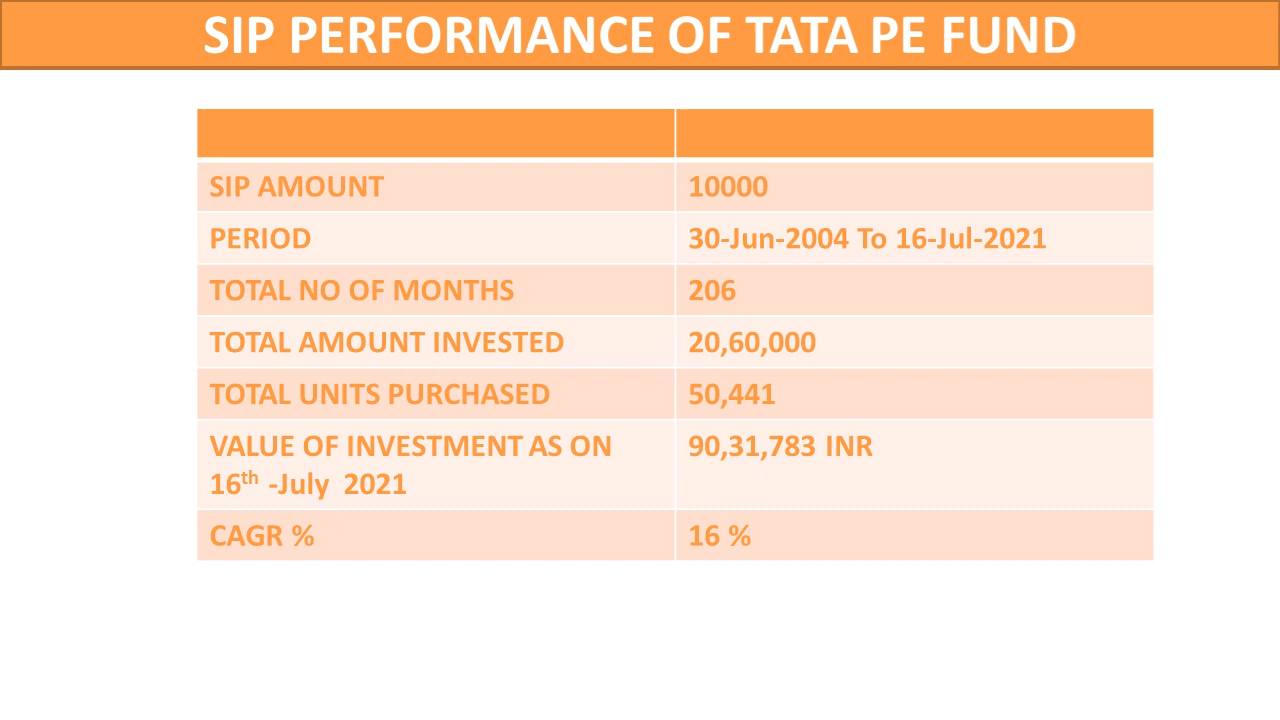 SIP PERFORMANCE OF TATA PE FUND
SIP AMOUNT 10000
PERIOD 30-Jun-2004 To 16-Jul-2021
TOTAL NO OF MONTHS 206
TOTAL AMOUNT INVESTED 20,60,000
TOTAL UNITS PURCHASED 50,441
VALUE OF INVESTMENT AS ON 90,31,783 INR
16th -July 2021
CAGR % 16 %